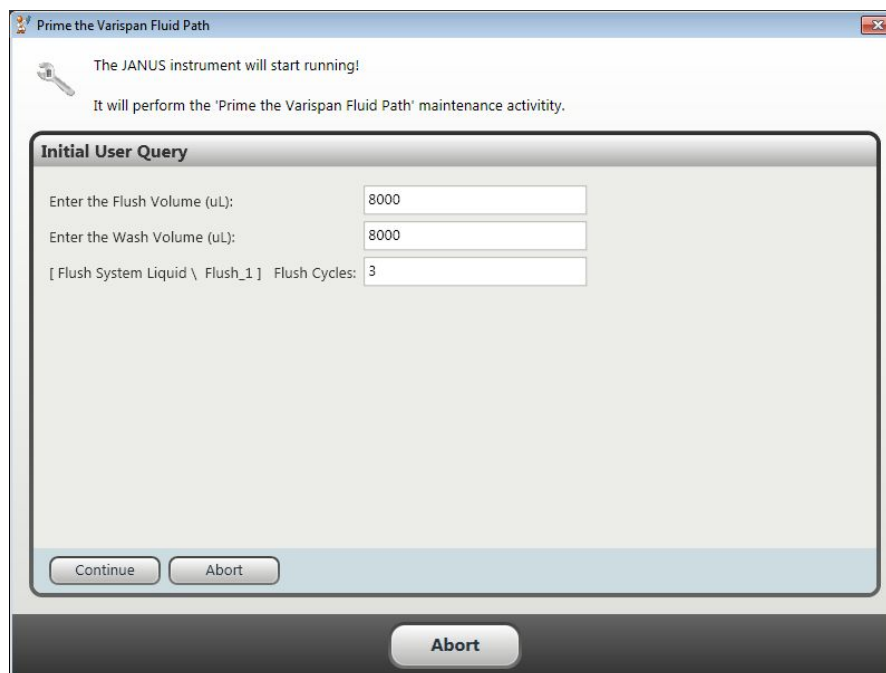 Prime the Varispan Fluid Path
The JANUS instrument will start running!
It will perform the 'Prime the Varispan Fluid Path' maintenance activitity.
Initial User Query
Enter the Flush Volume (uL): 8000
Enter the Wash Volume (uL): 8000
[ Flush System Liquid \ Flush_1 ] Flush Cycles: 3
Continue Abort
Abort